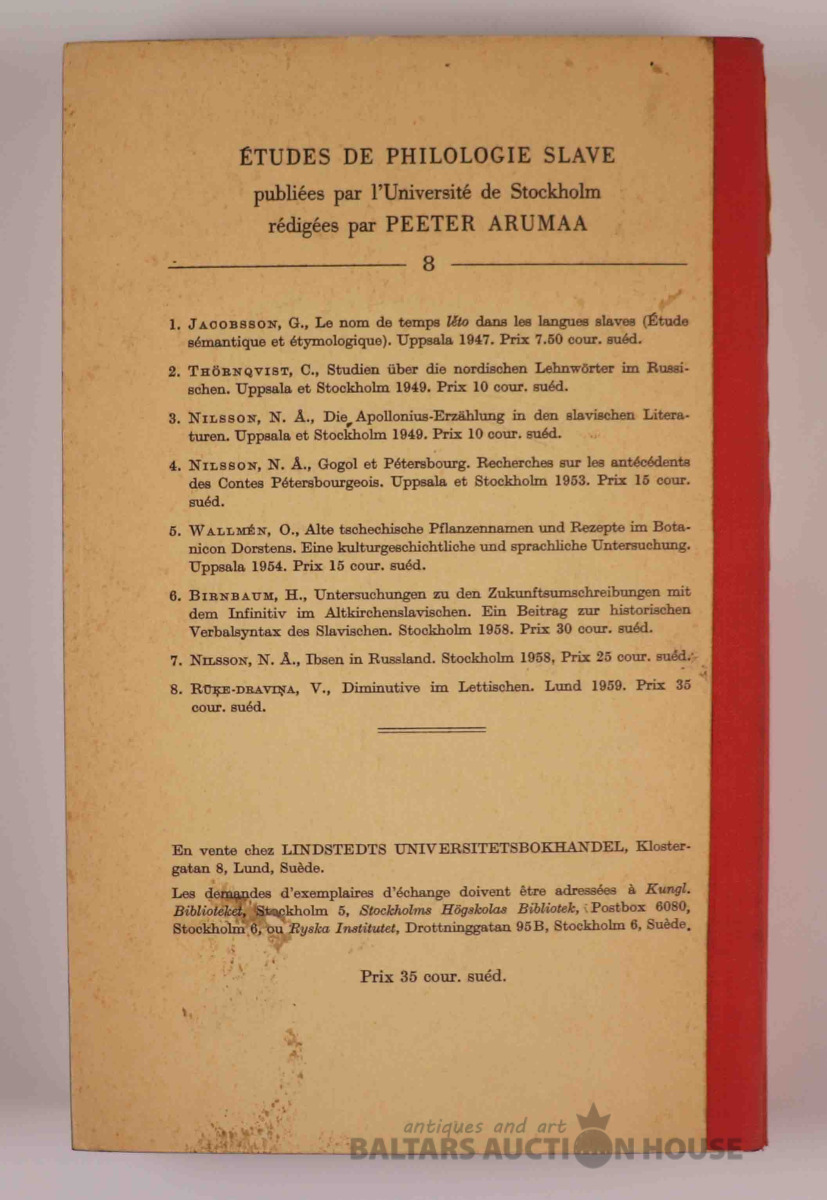 ÉTUDES DE PHILOLOGIE SLAVE
publiées par l'Université de Stockholm
rédigées par PEETER ARUMAA
8
1. JACOBSSON, G., Le nom de temps lěto dans les langues slaves (Étude
sémantique et étymologique). Uppsala 1947. Prix 7.50 cour. suéd.
2. THÖRNQVIST, C., Studien über die nordischen Lehnwörter im Russi-
schen. Uppsala et Stockholm 1949. Prix 10 cour. suéd.
3. NILSSON, N. Å., Die Apollonius-Erzählung in den slavischen Litera-
turen. Uppsala et Stockholm 1949. Prix 10 cour. suéd.
4. NILSSON, N. Å., Gogol et Pétersbourg. Recherches sur les antécédents
des Contes Pétersbourgeois. Uppsala et Stockholm 1953. Prix 15 cour.
suéd.
5. WALLMÉN, O., Alte tschechische Pflanzennamen und Rezepte im Bota-
nicon Dorstens. Eine kulturgeschichtliche und sprachliche Untersuchung.
Uppsala 1954. Prix 15 cour. suéd.
6. BIRNBAUM, H., Untersuchungen zu den Zukunftsumschreibungen mit
dem Infinitiv im Altkirchenslavischen. Ein Beitrag zur historischen
Verbalsyntax des Slavischen. Stockholm 1958. Prix 30 cour. suéd.
7. NILSSON, N. Å., Ibsen in Russland. Stockholm 1958, Prix 25 cour. suéd.
8. RŪĶE-DRAVIŅA, V., Diminutive im Lettischen. Lund 1959. Prix 35
cour. suéd.
En vente chez LINDSTEDTS UNIVERSITETSBOKHANDEL, Kloster-
gatan 8, Lund, Suède.
Les demandes d'exemplaires d'échange doivent être adressées à Kungl.
Biblioteket, Stockholm 5, Stockholms Högskolas Bibliotek, Postbox 6080,
Stockholm 6, ou Ryska Institutet, Drottninggatan 95B, Stockholm 6, Suède.
Prix 35 cour. suéd.
antiques and art
BALTARS AUCTION HOUSE